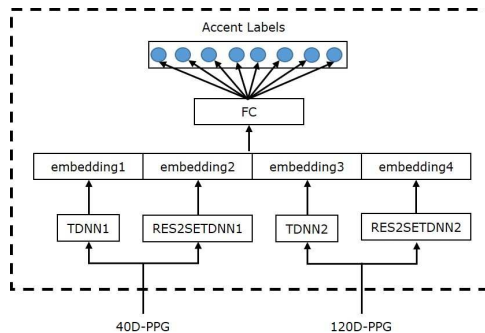 Accent Labels
FC
embedding1 embedding2 embedding3 embedding4
TDNN1 RES2SETDNN1 TDNN2 RES2SETDNN2
40D-PPG 120D-PPG